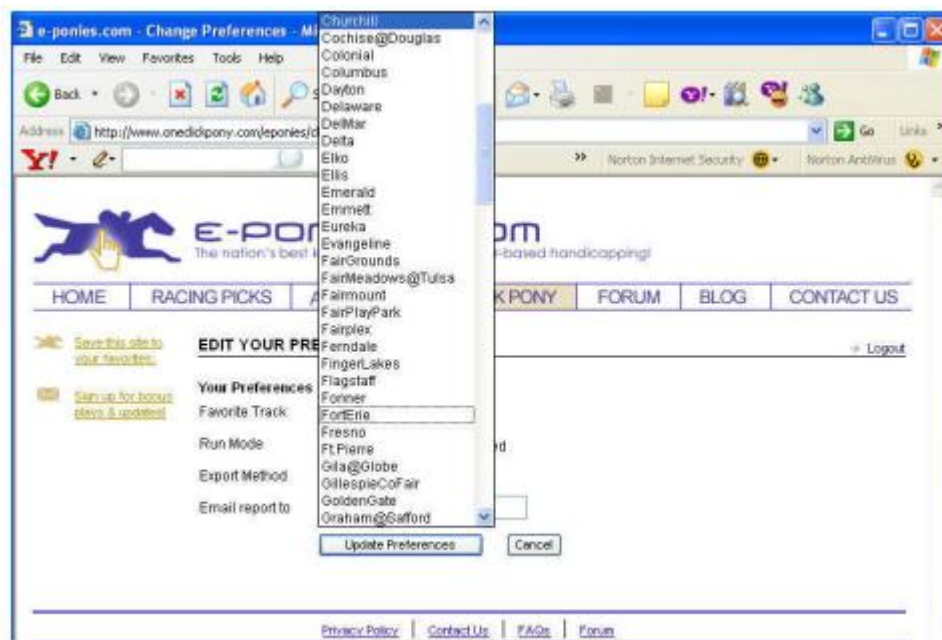 e-ponies.com - Change Preferences - Mi
File Edit View Favorites Tools Help
Back
Address http://www.oneclickpony.com/eponies/c Go Links »
Y! » Norton Internet Security Norton AntiVirus
E-PO om
The nation's best -based handicapping!
HOME RACING PICKS A K PONY FORUM BLOG CONTACT US
Save this site to
your favorites.
Sign up for bonus
plays & updates!
EDIT YOUR PRE
Logout
Your Preferences
Favorite Track
Run Mode
Export Method
Email report to
Churchill
Cochise@Douglas
Colonial
Columbus
Dayton
Delaware
DelMar
Delta
Elko
Ellis
Emerald
Emmett
Eureka
Evangeline
FairGrounds
FairMeadows@Tulsa
Fairmount
FairPlayPark
Fairplex
Ferndale
FingerLakes
Flagstaff
Fonner
FortErie
Fresno
Ft.Pierre
Gila@Globe
GillespieCoFair
GoldenGate
Graham@Safford
Update Preferences Cancel
Privacy Policy | Contact Us | FAQs | Forum